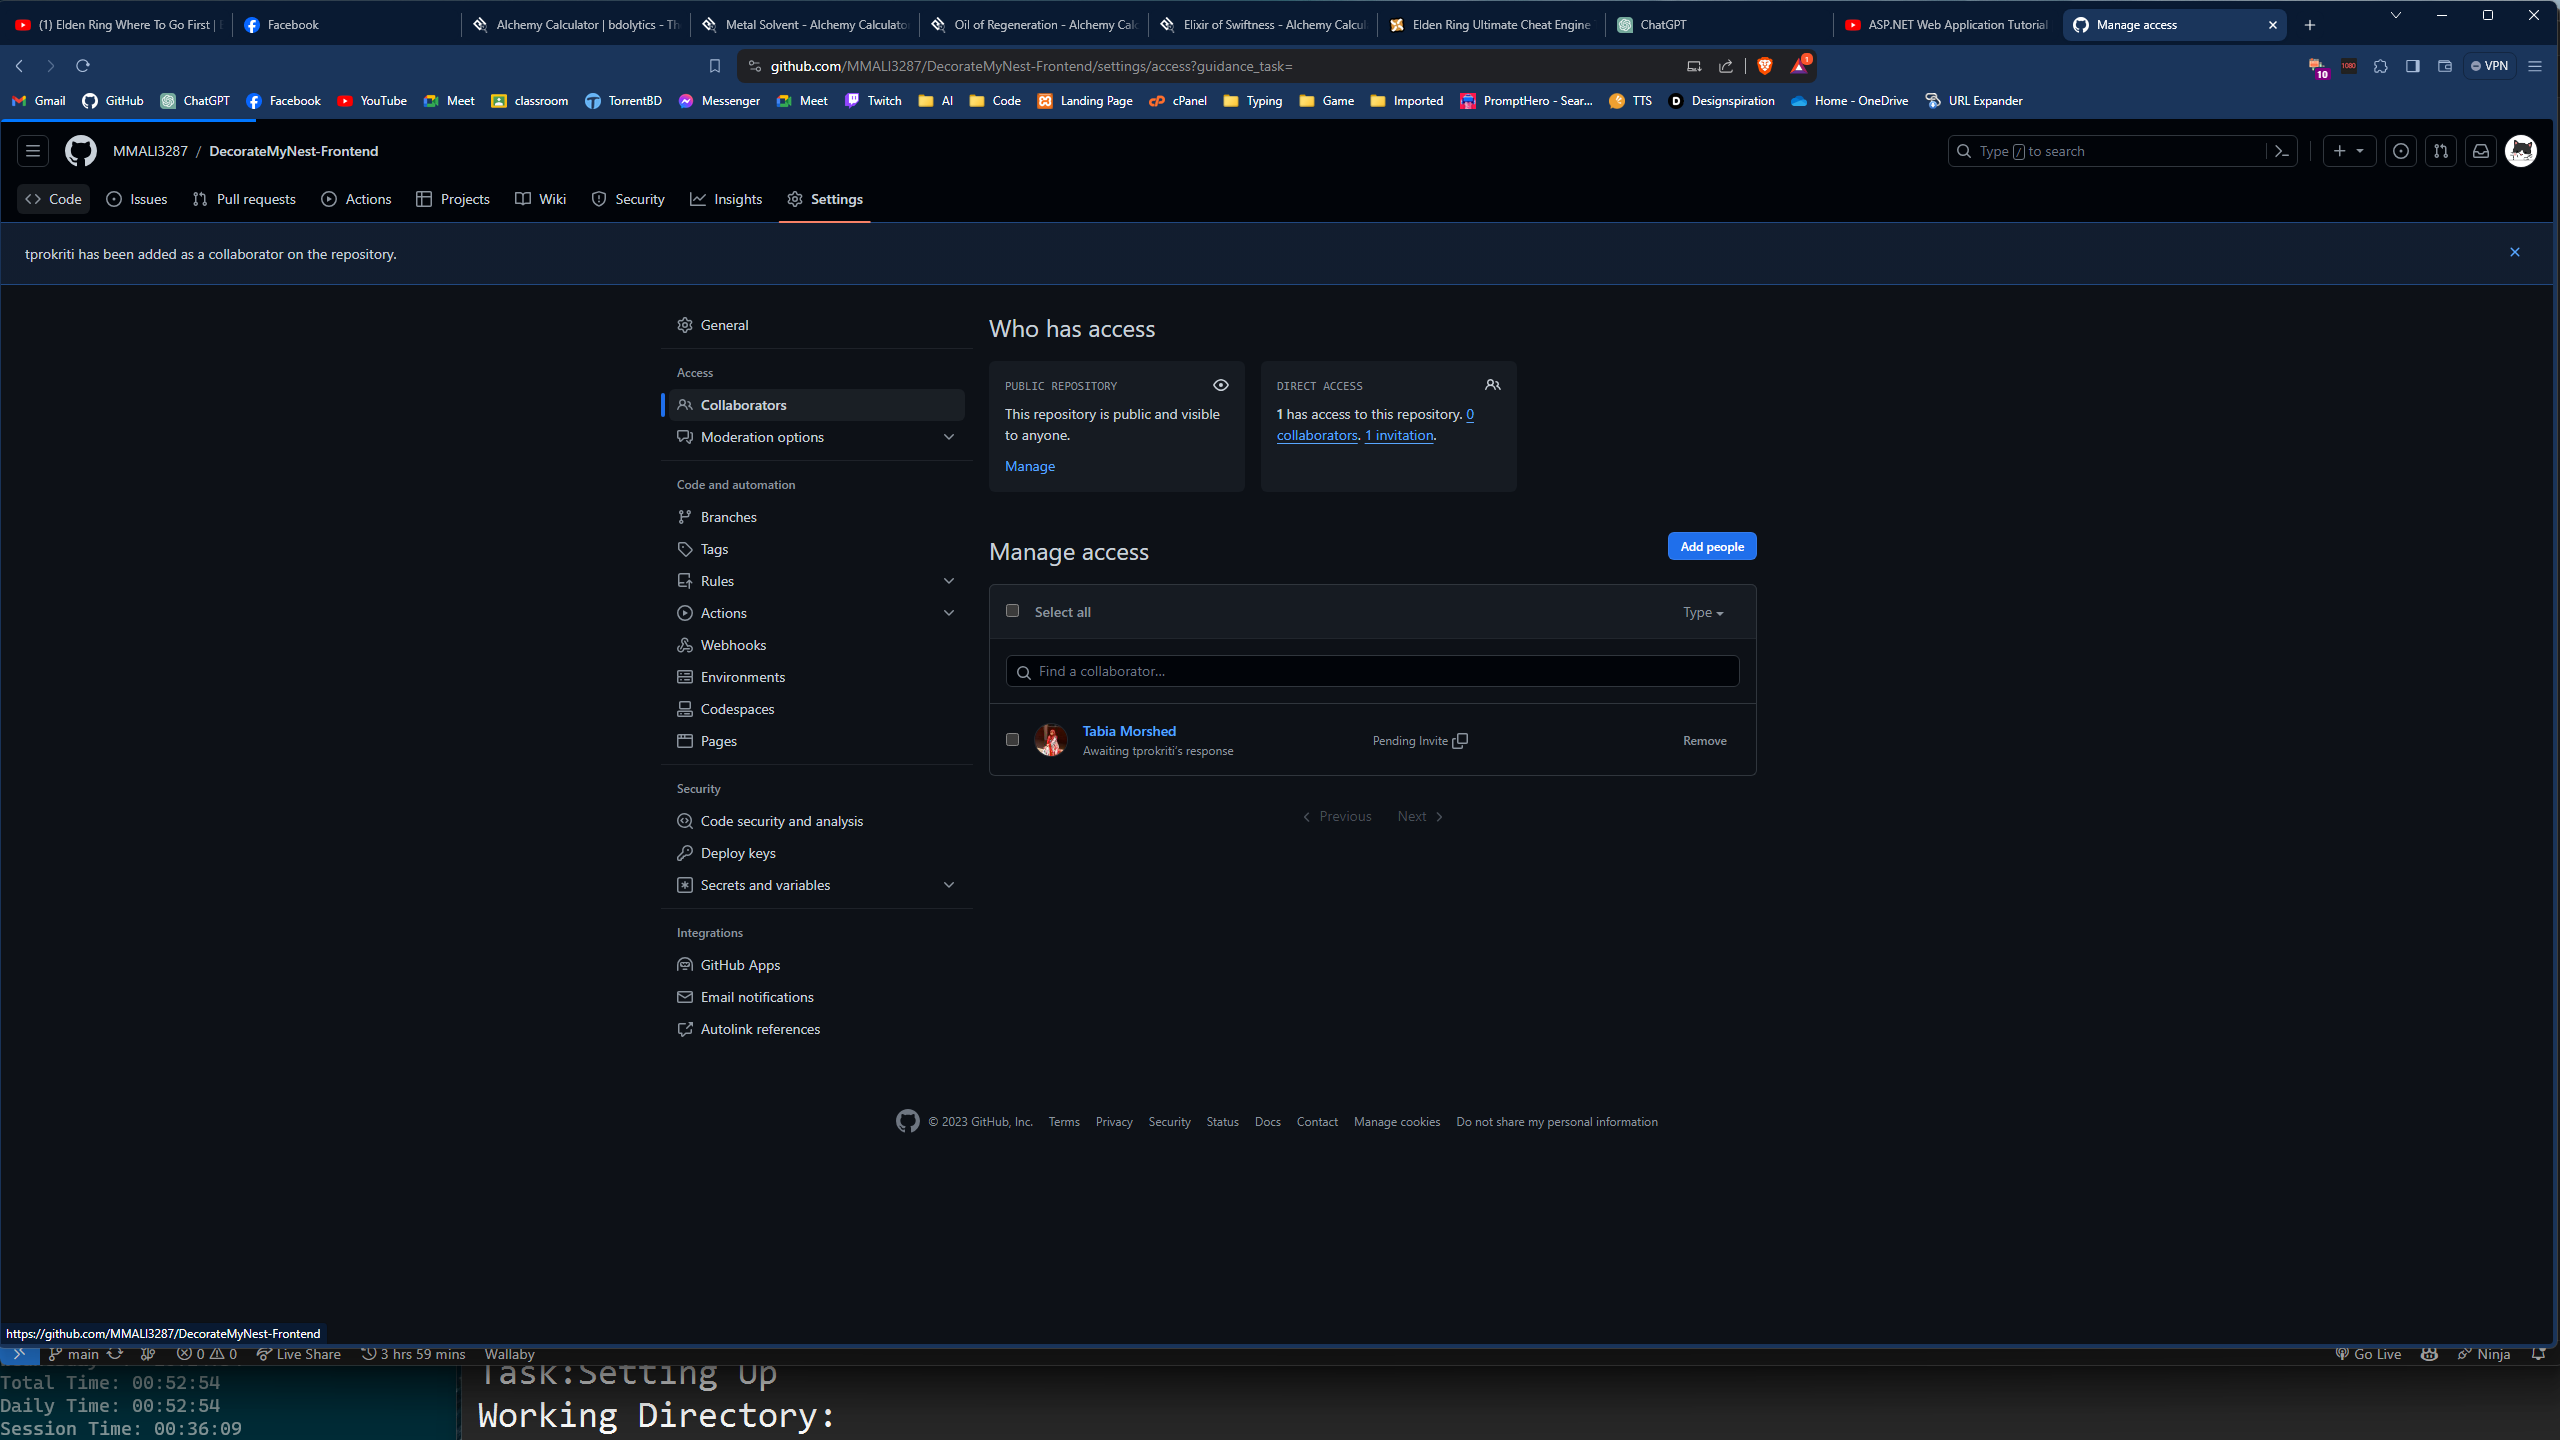 (1) Elden Ring Where To Go First |
Facebook
Alchemy Calculator | bdolytics - Th
Metal Solvent - Alchemy Calculator
Oil of Regeneration - Alchemy Calc
Elixir of Swiftness - Alchemy Calcul
Elden Ring Ultimate Cheat Engine
ChatGPT
ASP.NET Web Application Tutorial
Manage access
github.com/MMALI3287/DecorateMyNest-Frontend/settings/access?guidance_task=
1
10
1080
VPN
Gmail GitHub ChatGPT Facebook YouTube Meet classroom TorrentBD Messenger Meet Twitch AI Code Landing Page cPanel Typing Game Imported PromptHero - Sear... TTS Designspiration Home - OneDrive URL Expander
MMALI3287 / DecorateMyNest-Frontend
Type / to search
Code Issues Pull requests Actions Projects Wiki Security Insights Settings
tprokriti has been added as a collaborator on the repository.
General
Access
Collaborators
Moderation options
Code and automation
Branches
Tags
Rules
Actions
Webhooks
Environments
Codespaces
Pages
Security
Code security and analysis
Deploy keys
Secrets and variables
Integrations
GitHub Apps
Email notifications
Autolink references
Who has access
PUBLIC REPOSITORY
This repository is public and visible
to anyone.
Manage
DIRECT ACCESS
1 has access to this repository. 0
collaborators. 1 invitation.
Manage access
Add people
Select all
Type
Find a collaborator...
Tabia Morshed
Awaiting tprokriti's response
Pending Invite
Remove
Previous Next
© 2023 GitHub, Inc. Terms Privacy Security Status Docs Contact Manage cookies Do not share my personal information
https://github.com/MMALI3287/DecorateMyNest-Frontend
main 0 0 Live Share 3 hrs 59 mins Wallaby
Go Live Ninja
Total Time: 00:52:54
Daily Time: 00:52:54
Session Time: 00:36:09
Task:Setting Up
Working Directory: